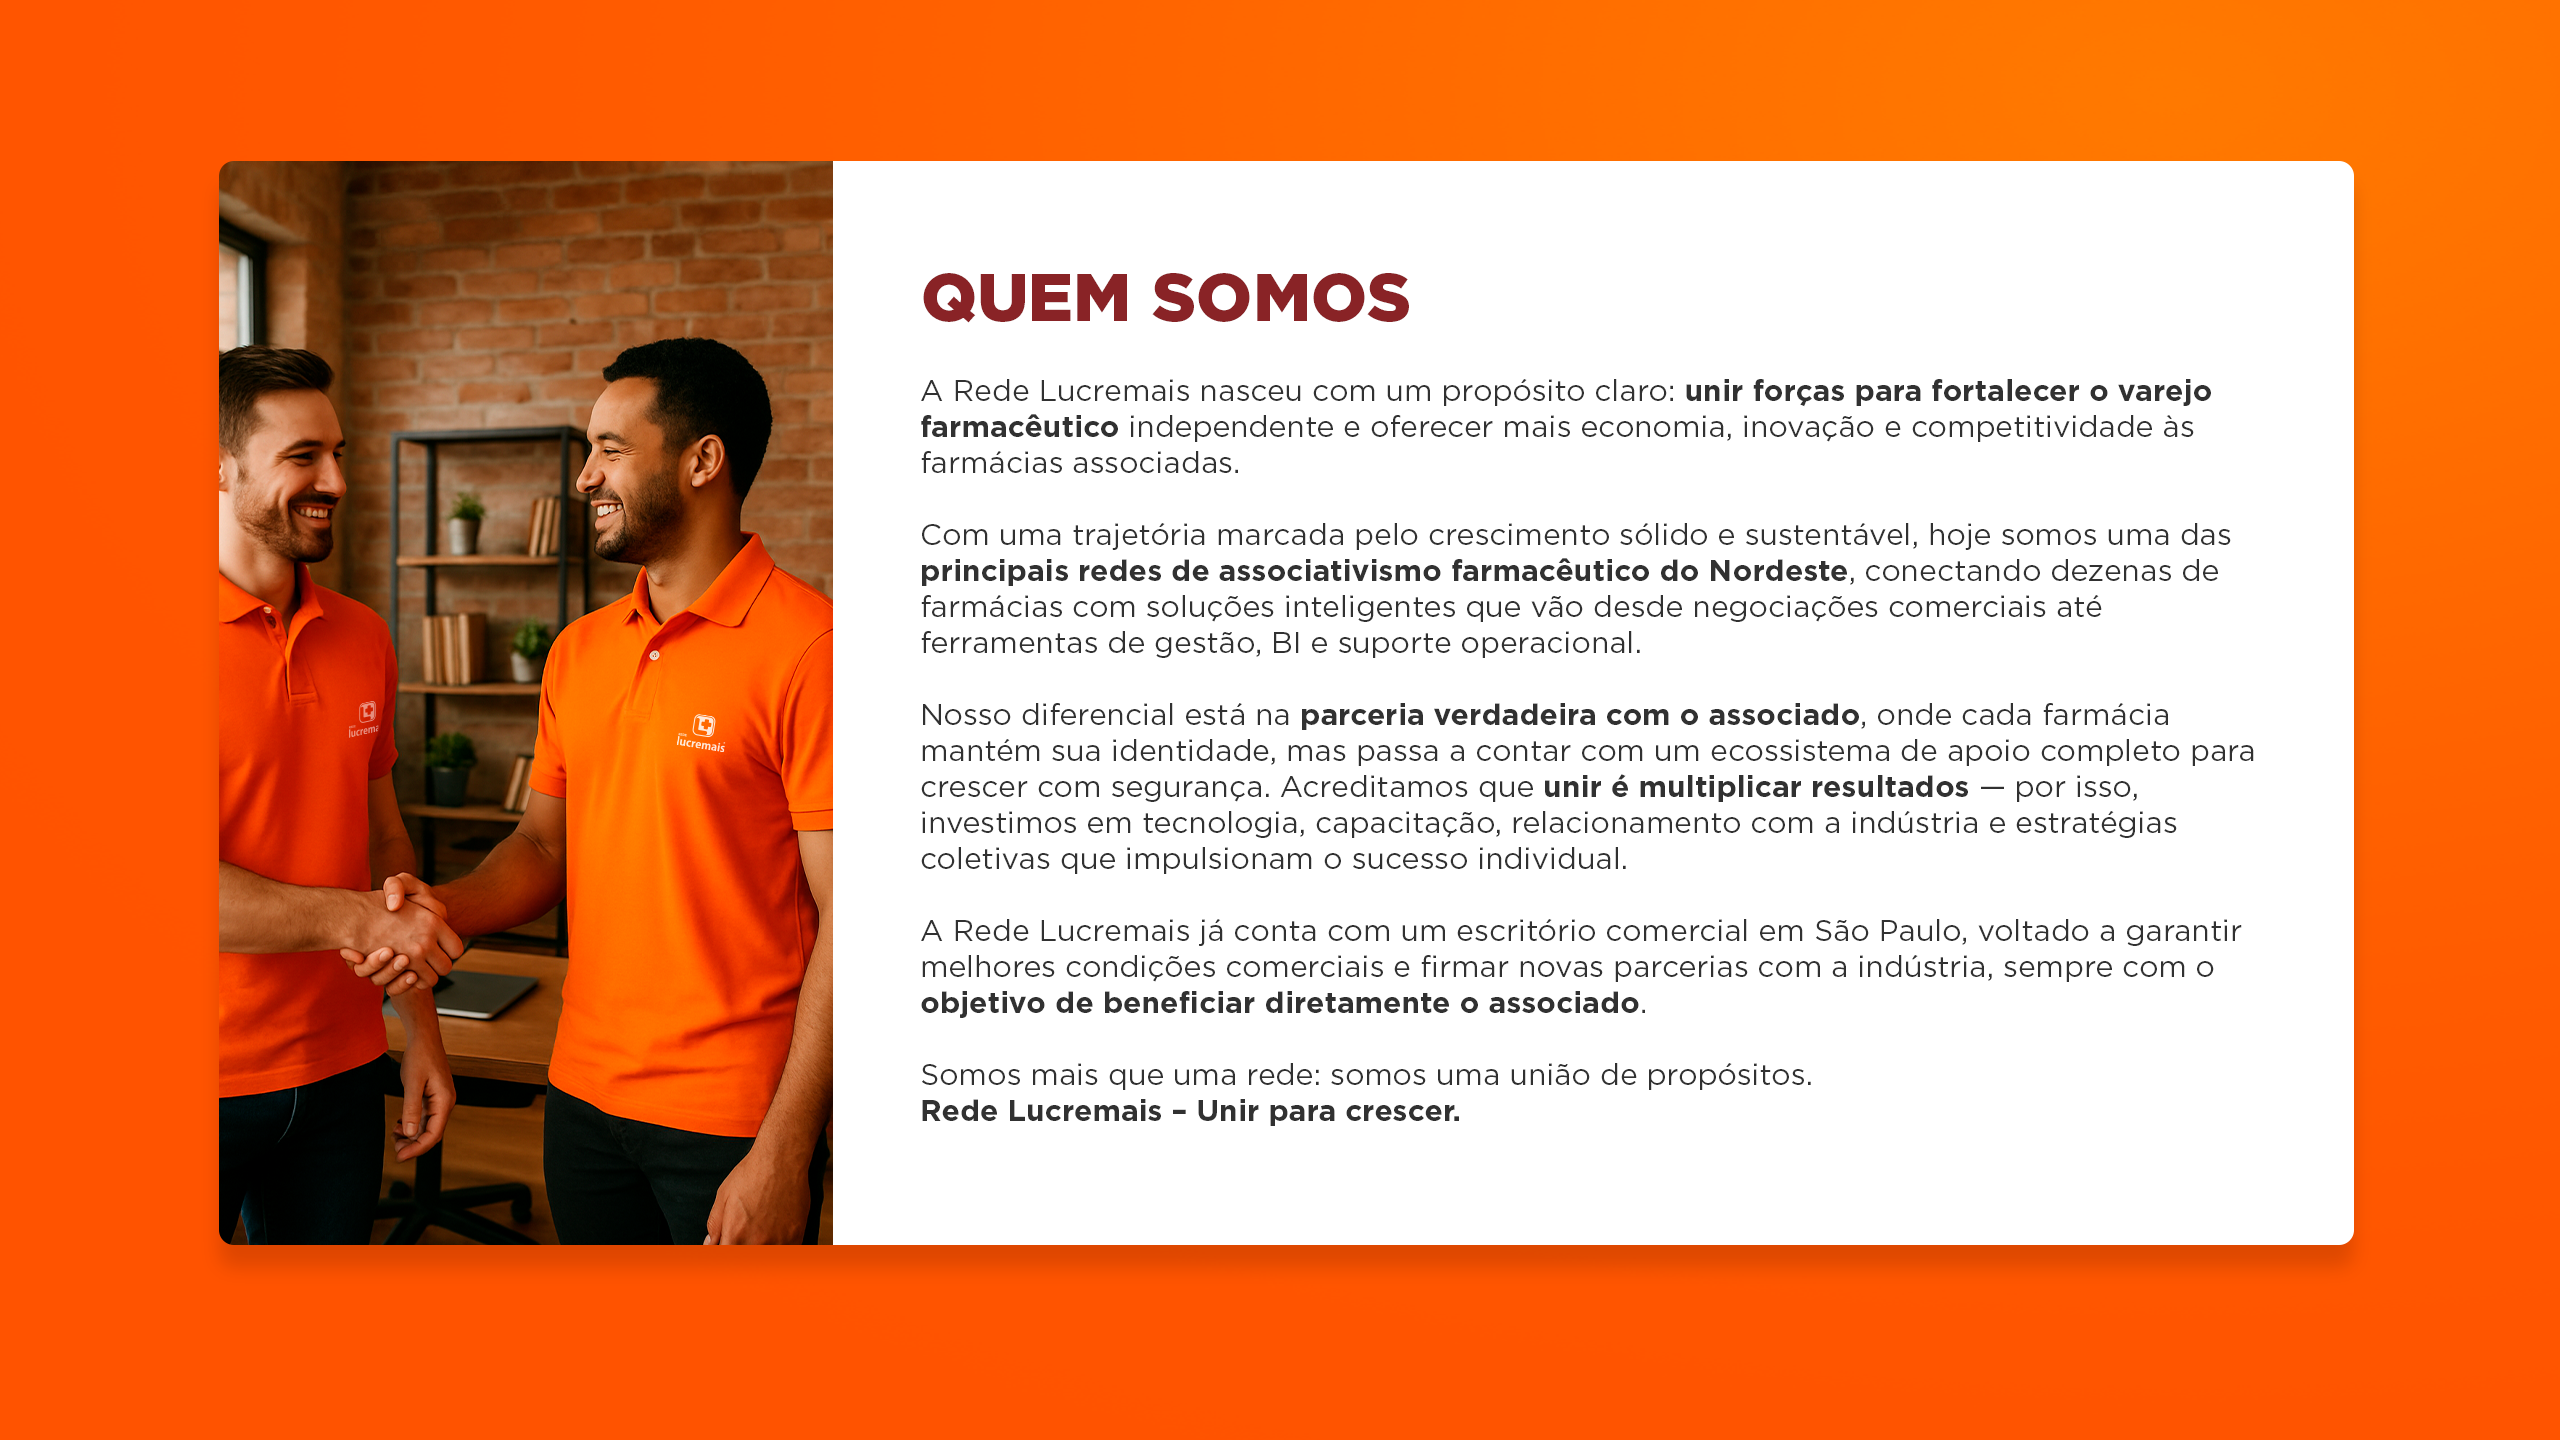 QUEM SOMOS
A Rede Lucremais nasceu com um propósito claro: unir forças para fortalecer o varejo
farmacêutico independente e oferecer mais economia, inovação e competitividade às
farmácias associadas.
Com uma trajetória marcada pelo crescimento sólido e sustentável, hoje somos uma das
principais redes de associativismo farmacêutico do Nordeste, conectando dezenas de
farmácias com soluções inteligentes que vão desde negociações comerciais até
ferramentas de gestão, BI e suporte operacional.
Nosso diferencial está na parceria verdadeira com o associado, onde cada farmácia
mantém sua identidade, mas passa a contar com um ecossistema de apoio completo para
crescer com segurança. Acreditamos que unir é multiplicar resultados — por isso,
investimos em tecnologia, capacitação, relacionamento com a indústria e estratégias
coletivas que impulsionam o sucesso individual.
A Rede Lucremais já conta com um escritório comercial em São Paulo, voltado a garantir
melhores condições comerciais e firmar novas parcerias com a indústria, sempre com o
objetivo de beneficiar diretamente o associado.
Somos mais que uma rede: somos uma união de propósitos.
Rede Lucremais – Unir para crescer.
lucremais
lucremais